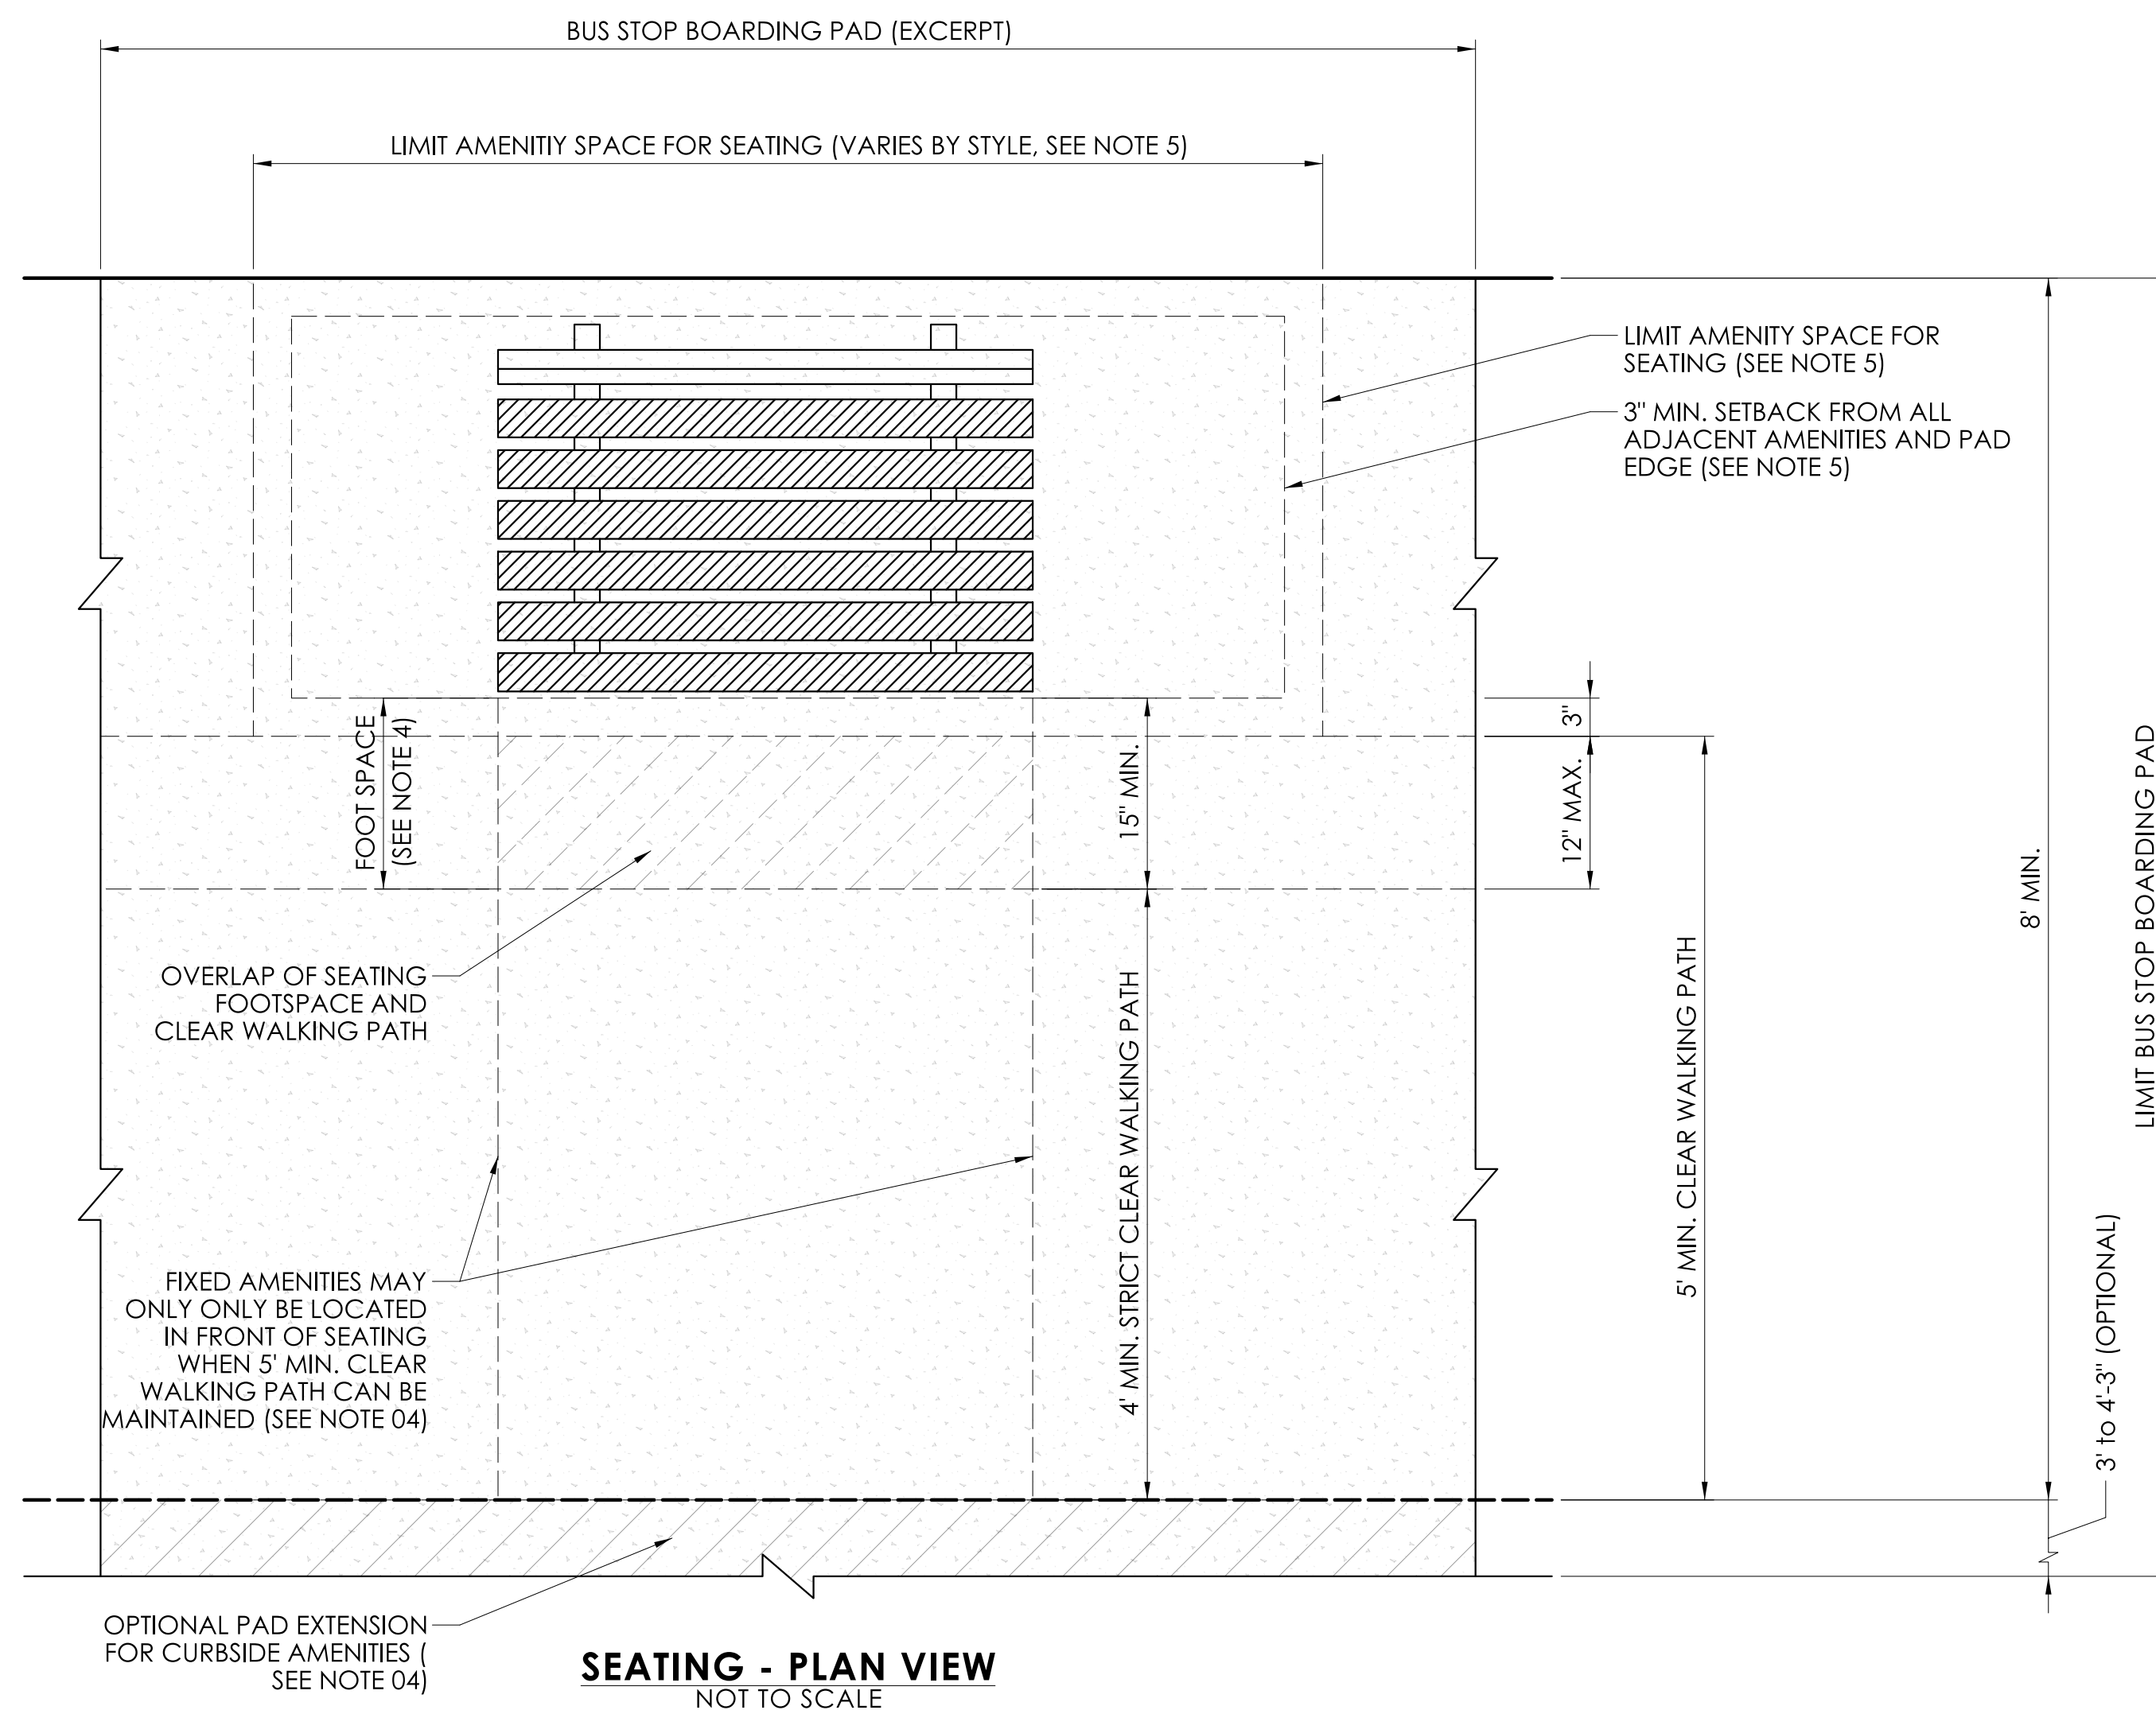 BUS STOP BOARDING PAD (EXCERPT)
LIMIT AMENITIY SPACE FOR SEATING (VARIES BY STYLE, SEE NOTE 5)
LIMIT AMENITY SPACE FOR
SEATING (SEE NOTE 5)
3" MIN. SETBACK FROM ALL
ADJACENT AMENITIES AND PAD
EDGE (SEE NOTE 5)
FOOT SPACE
(SEE NOTE 4)
15" MIN.
3"
12" MAX.
8' MIN.
LIMIT BUS STOP BOARDING PAD
OVERLAP OF SEATING
FOOTSPACE AND
CLEAR WALKING PATH
4' MIN. STRICT CLEAR WALKING PATH
5' MIN. CLEAR WALKING PATH
3' to 4'-3" (OPTIONAL)
FIXED AMENITIES MAY
ONLY ONLY BE LOCATED
IN FRONT OF SEATING
WHEN 5' MIN. CLEAR
WALKING PATH CAN BE
MAINTAINED (SEE NOTE 04)
OPTIONAL PAD EXTENSION
FOR CURBSIDE AMENITIES (
SEE NOTE 04)
SEATING - PLAN VIEW
NOT TO SCALE